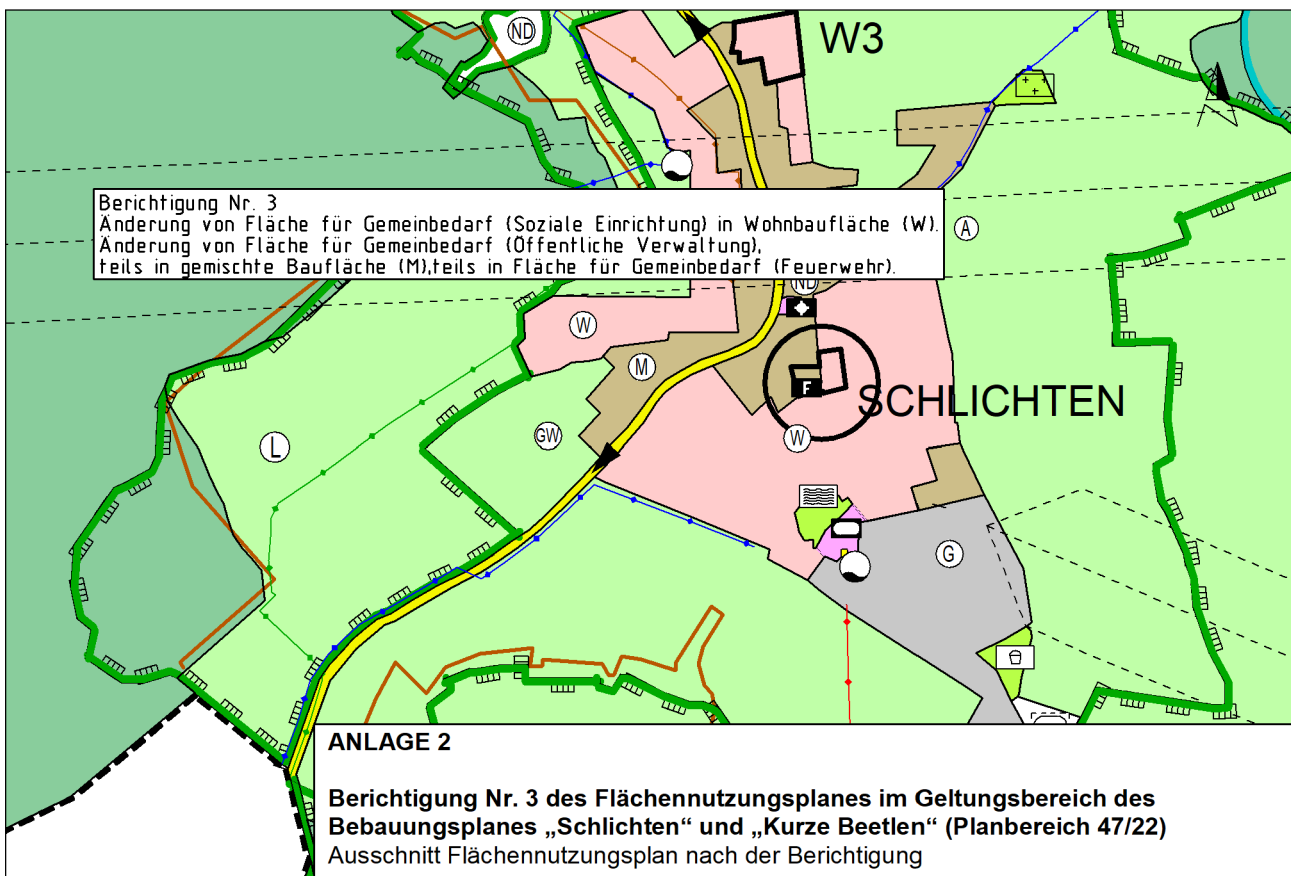 ND
W3
Berichtigung Nr. 3
Änderung von Fläche für Gemeinbedarf (Soziale Einrichtung) in Wohnbaufläche (W).
Änderung von Fläche für Gemeinbedarf (Öffentliche Verwaltung),
teils in gemischte Baufläche (M),teils in Fläche für Gemeinbedarf (Feuerwehr).
A
ND
W
M
F
SCHLICHTEN
L
GW
W
G
ANLAGE 2
Berichtigung Nr. 3 des Flächennutzungsplanes im Geltungsbereich des
Bebauungsplanes „Schlichten“ und „Kurze Beetlen“ (Planbereich 47/22)
Ausschnitt Flächennutzungsplan nach der Berichtigung